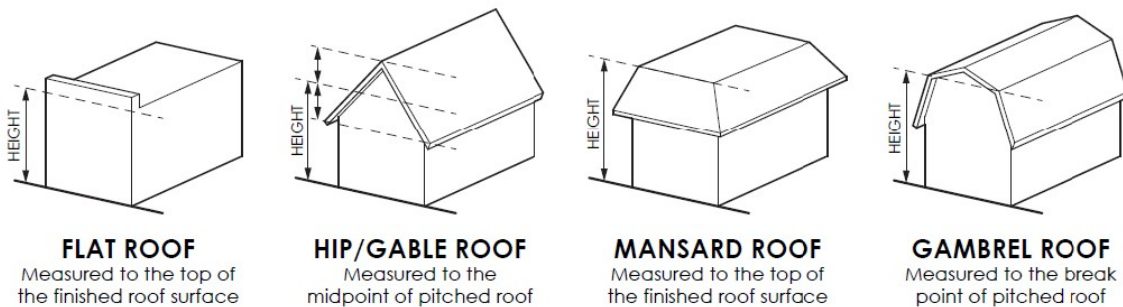 HEIGHT
HEIGHT
HEIGHT
HEIGHT
FLAT ROOF
Measured to the top of
the finished roof surface
HIP/GABLE ROOF
Measured to the
midpoint of pitched roof
MANSARD ROOF
Measured to the top of
the finished roof surface
GAMBREL ROOF
Measured to the break
point of pitched roof